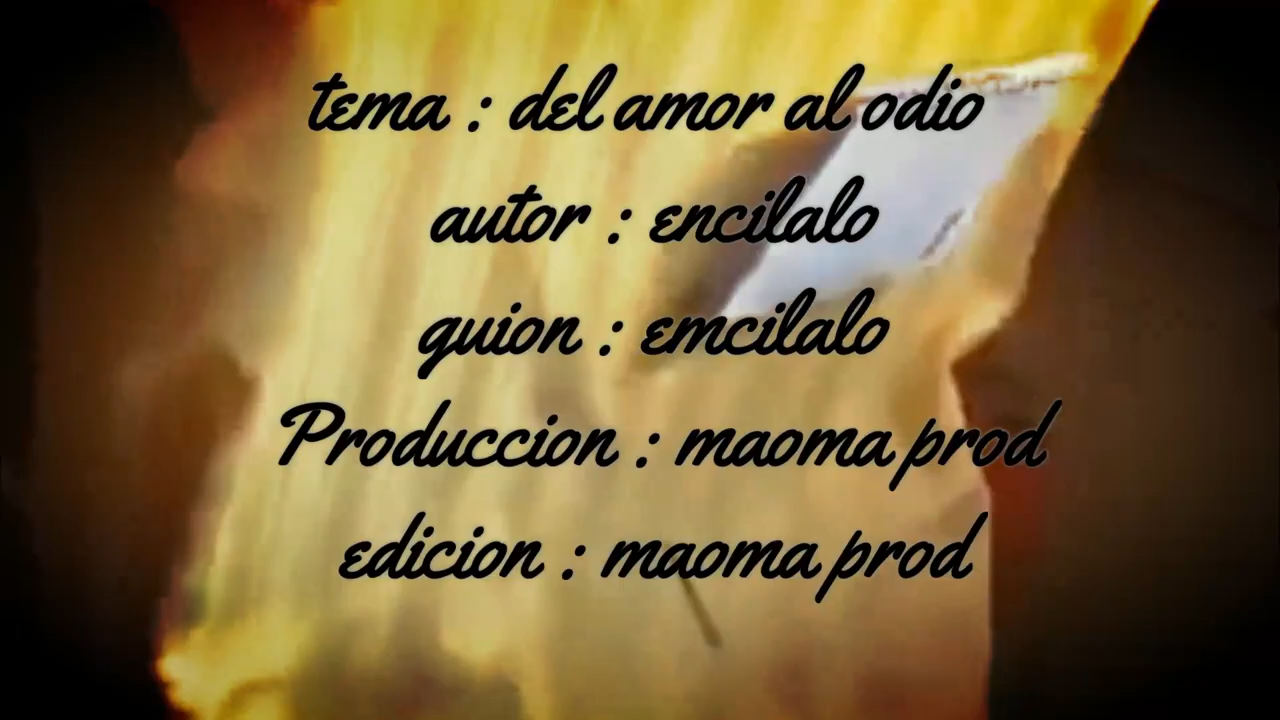 tema : del amor al odio
autor : encilalo
guion : emcilalo
Produccion : maoma prod
edicion : maoma prod